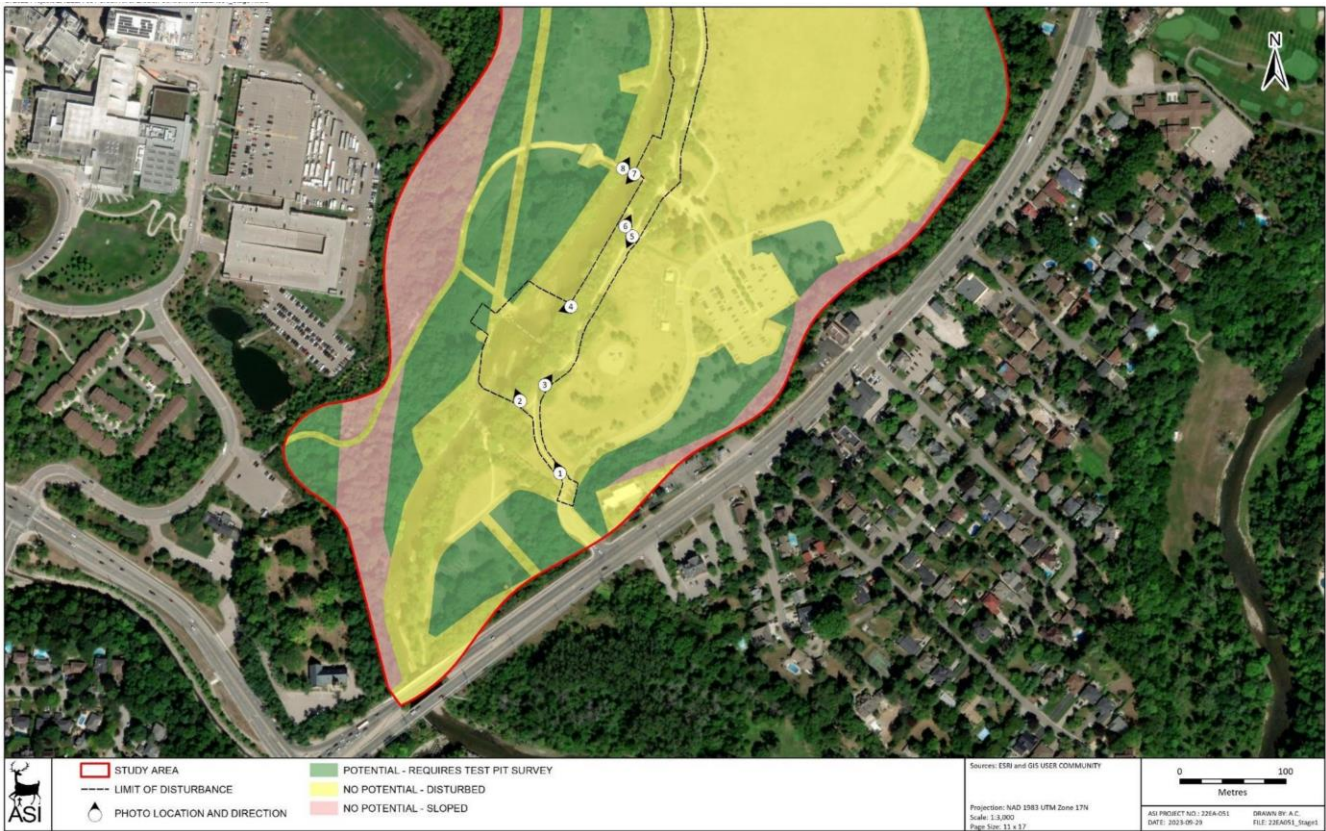 N
8
7
6
5
4
3
2
1
ASI
STUDY AREA
LIMIT OF DISTURBANCE
PHOTO LOCATION AND DIRECTION
POTENTIAL - REQUIRES TEST PIT SURVEY
NO POTENTIAL - DISTURBED
NO POTENTIAL - SLOPED
Sources: ESRI and GIS USER COMMUNITY
Projection: NAD 1983 UTM Zone 17N
Scale: 1:3,000
Page Size: 11 x 17
0 100
Metres
ASI PROJECT NO.: 22EA-051 DRAWN BY: A.C.
DATE: 2023-09-29 FILE: 22EA051_Stage1